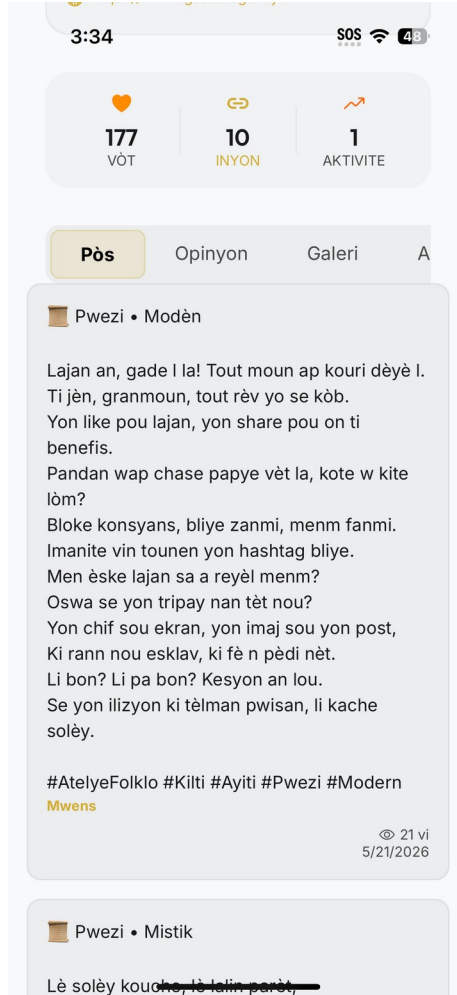 3:34
SOS
48
177
VÒT
10
INYON
1
AKTIVITE
Pòs
Opinyon
Galeri
A
Pwezi • Modèn
Lajan an, gade l la! Tout moun ap kouri dèyè l.
Ti jèn, granmoun, tout rèv yo se kòb.
Yon like pou lajan, yon share pou on ti
benefis.
Pandan wap chase papye vèt la, kote w kite
lòm?
Bloke konsyans, bliye zanmi, menm fanmi.
Imanite vin tounen yon hashtag bliye.
Men èske lajan sa a reyèl menm?
Oswa se yon tripay nan tèt nou?
Yon chif sou ekran, yon imaj sou yon post,
Ki rann nou esklav, ki fè n pèdi nèt.
Li bon? Li pa bon? Kesyon an lou.
Se yon ilizyon ki tèlman pwisan, li kache
solèy.
#AtelyeFolklo #Kilti #Ayiti #Pwezi #Modern
Mwens
21 vi
5/21/2026
Pwezi • Mistik
Lè solèy kouche, lè lalin parèt,